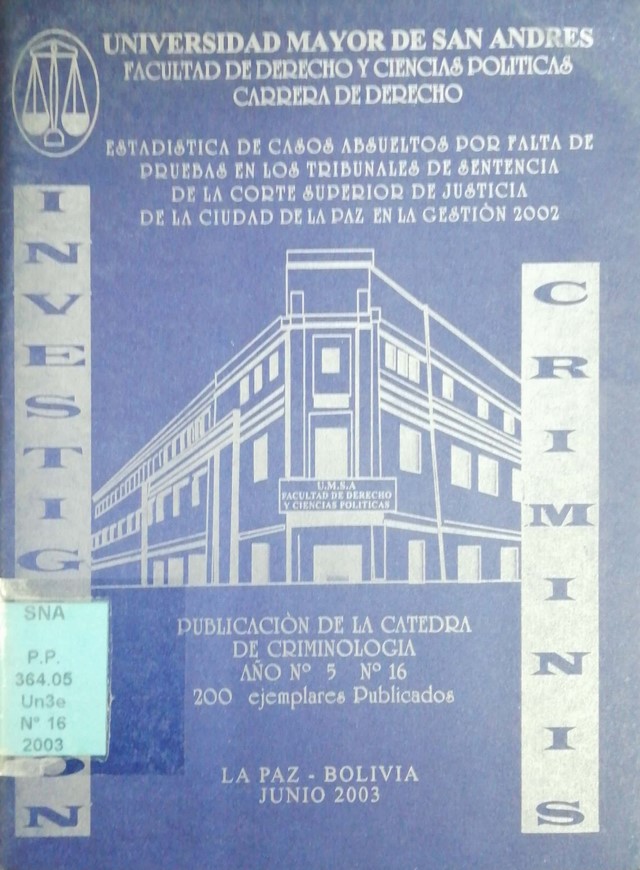 UNIVERSIDAD MAYOR DE SAN ANDRES
FACULTAD DE DERECHO Y CIENCIAS POLITICAS
CARRERA DE DERECHO
ESTADISTICA DE CASOS ABSUELTOS POR FALTA DE
PRUEBAS EN LOS TRIBUNALES DE SENTENCIA
DE LA CORTE SUPERIOR DE JUSTICIA
DE LA CIUDAD DE LA PAZ EN LA GESTIÒN 2002
INVESTIG
ON
CRIMINIS
U.M.S.A
FACULTAD DE DERECHO
Y CIENCIAS POLITICAS
PUBLICACIÒN DE LA CATEDRA
DE CRIMINOLOGIA
AÑO Nº 5 Nº 16
200 ejemplares Publicados
SNA
P.P.
364.05
Un3e
N° 16
2003
LA PAZ - BOLIVIA
JUNIO 2003